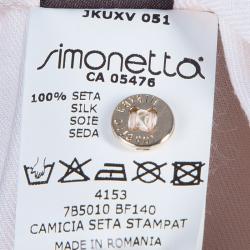 JKUXV 051
simonetta
CA 05476
100% SETA
SILK
SOIE
SEDA
4153
7B5010 BF140
CAMICIA SETA STAMPAT
MADE IN ROMANIA